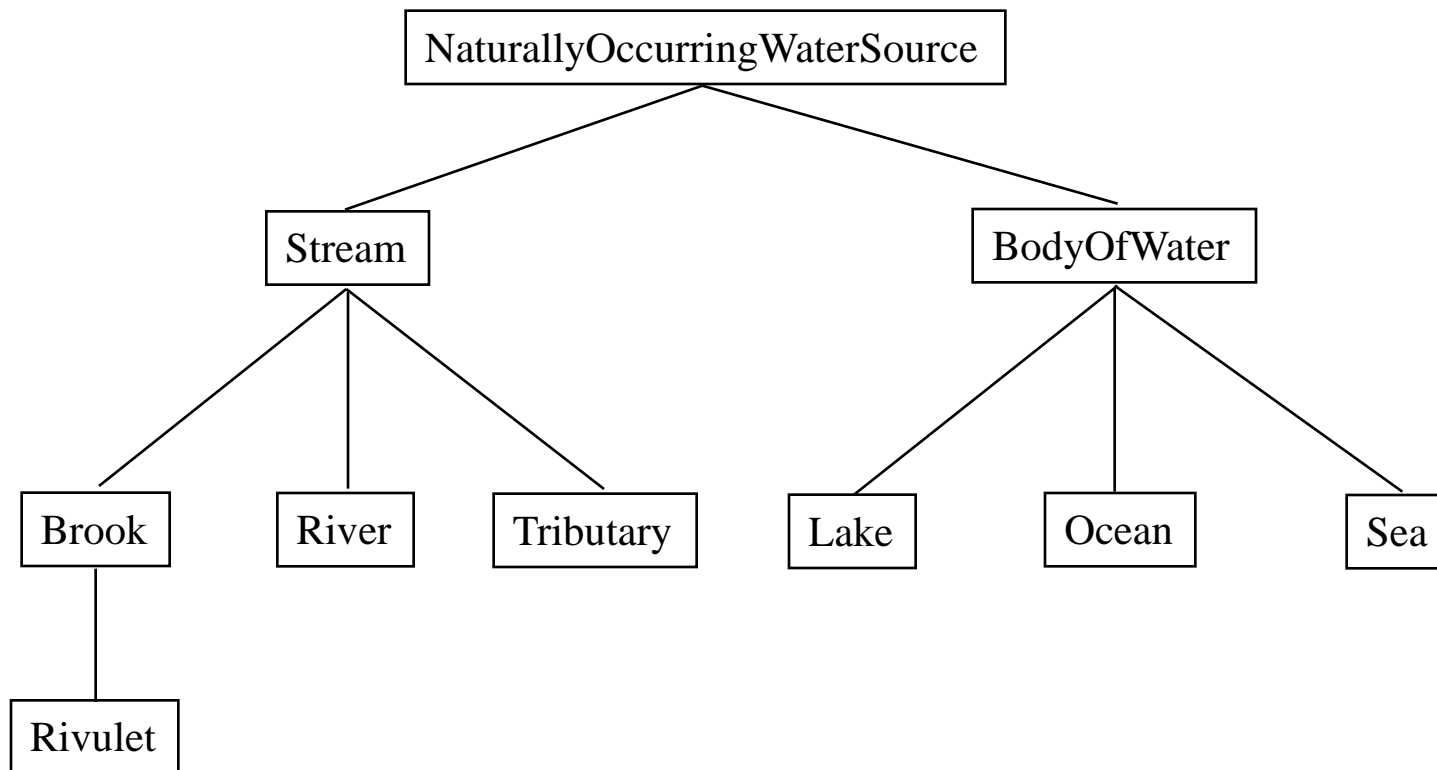 NaturallyOccurringWaterSource
Stream
BodyOfWater
Brook
River
Tributary
Lake
Ocean
Sea
Rivulet